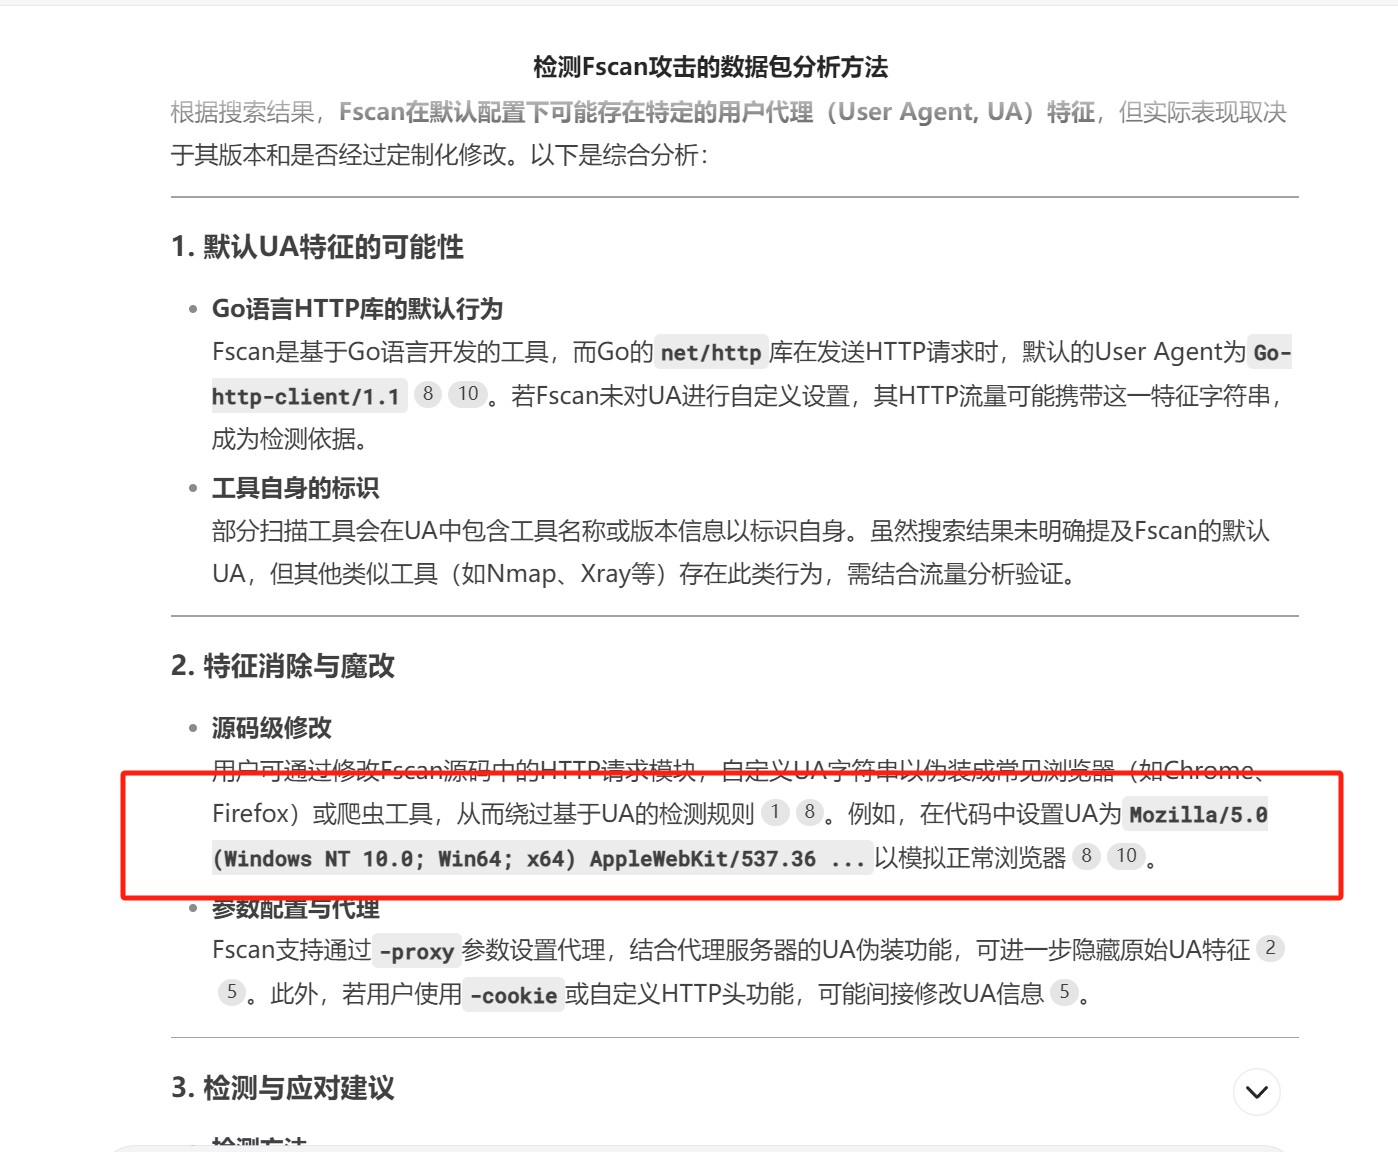 检测Fscan攻击的数据包分析方法
根据搜索结果，Fscan在默认配置下可能存在特定的用户代理（User Agent, UA）特征，但实际表现取决
于其版本和是否经过定制化修改。以下是综合分析：
1. 默认UA特征的可能性
• Go语言HTTP库的默认行为
Fscan是基于Go语言开发的工具，而Go的 net/http 库在发送HTTP请求时，默认的User Agent为 Go-
http-client/1.1 8 10 。若Fscan未对UA进行自定义设置，其HTTP流量可能携带这一特征字符串，
成为检测依据。
• 工具自身的标识
部分扫描工具会在UA中包含工具名称或版本信息以标识自身。虽然搜索结果未明确提及Fscan的默认
UA，但其他类似工具（如Nmap、Xray等）存在此类行为，需结合流量分析验证。
2. 特征消除与魔改
• 源码级修改
用户可通过修改Fscan源码中的HTTP请求模块，自定义UA字符串以伪装成常见浏览器（如Chrome、
Firefox）或爬虫工具，从而绕过基于UA的检测规则 1 8 。例如，在代码中设置UA为 Mozilla/5.0
(Windows NT 10.0; Win64; x64) AppleWebKit/537.36 ... 以模拟正常浏览器 8 10 。
• 参数配置与代理
Fscan支持通过 -proxy 参数设置代理，结合代理服务器的UA伪装功能，可进一步隐藏原始UA特征 2
5 。此外，若用户使用 -cookie 或自定义HTTP头功能，可能间接修改UA信息 5 。
3. 检测与应对建议
• 检测方法